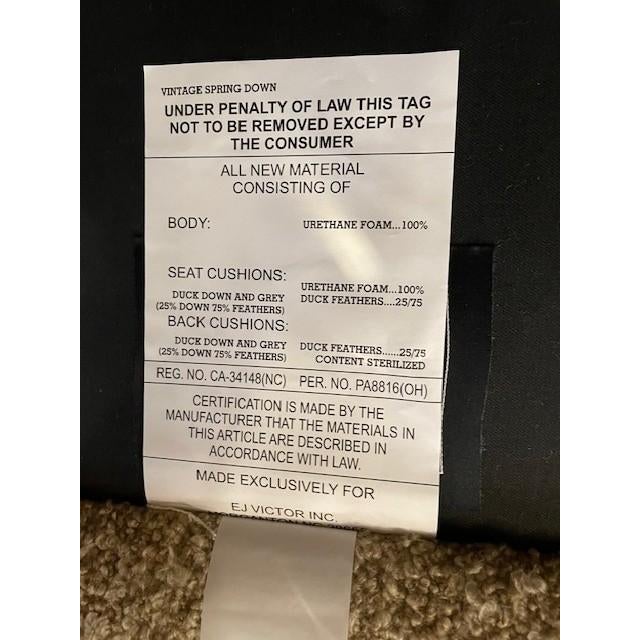 VINTAGE SPRING DOWN
UNDER PENALTY OF LAW THIS TAG
NOT TO BE REMOVED EXCEPT BY
THE CONSUMER
ALL NEW MATERIAL
CONSISTING OF
BODY: URETHANE FOAM...100%
SEAT CUSHIONS:
URETHANE FOAM...100%
DUCK DOWN AND GREY DUCK FEATHERS....25/75
(25% DOWN 75% FEATHERS)
BACK CUSHIONS:
DUCK DOWN AND GREY DUCK FEATHERS......25/75
(25% DOWN 75% FEATHERS) CONTENT STERILIZED
REG. NO. CA-34148(NC) PER. NO. PA8816(OH)
CERTIFICATION IS MADE BY THE
MANUFACTURER THAT THE MATERIALS IN
THIS ARTICLE ARE DESCRIBED IN
ACCORDANCE WITH LAW.
MADE EXCLUSIVELY FOR
EJ VICTOR INC.
MORGANTON NC